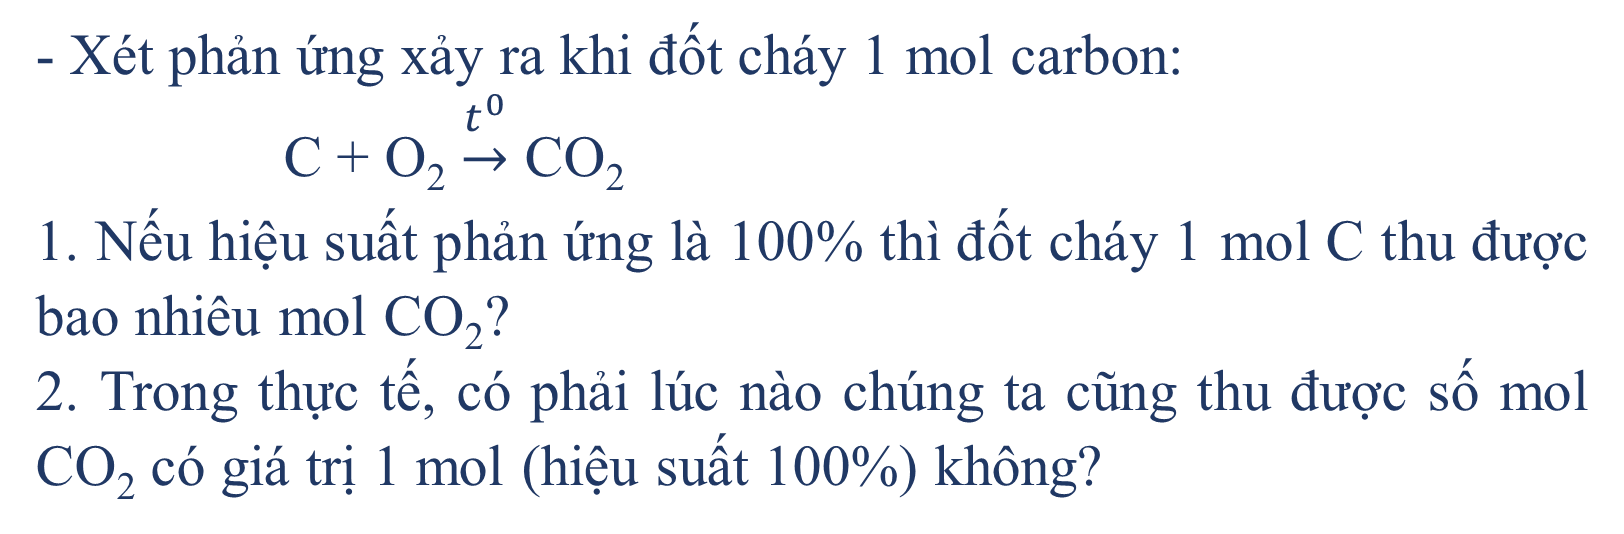 - Xét phản ứng xảy ra khi đốt cháy 1 mol carbon:
t⁰
C + O₂ → CO₂
1. Nếu hiệu suất phản ứng là 100% thì đốt cháy 1 mol C thu được
bao nhiêu mol CO₂?
2. Trong thực tế, có phải lúc nào chúng ta cũng thu được số mol
CO₂ có giá trị 1 mol (hiệu suất 100%) không?